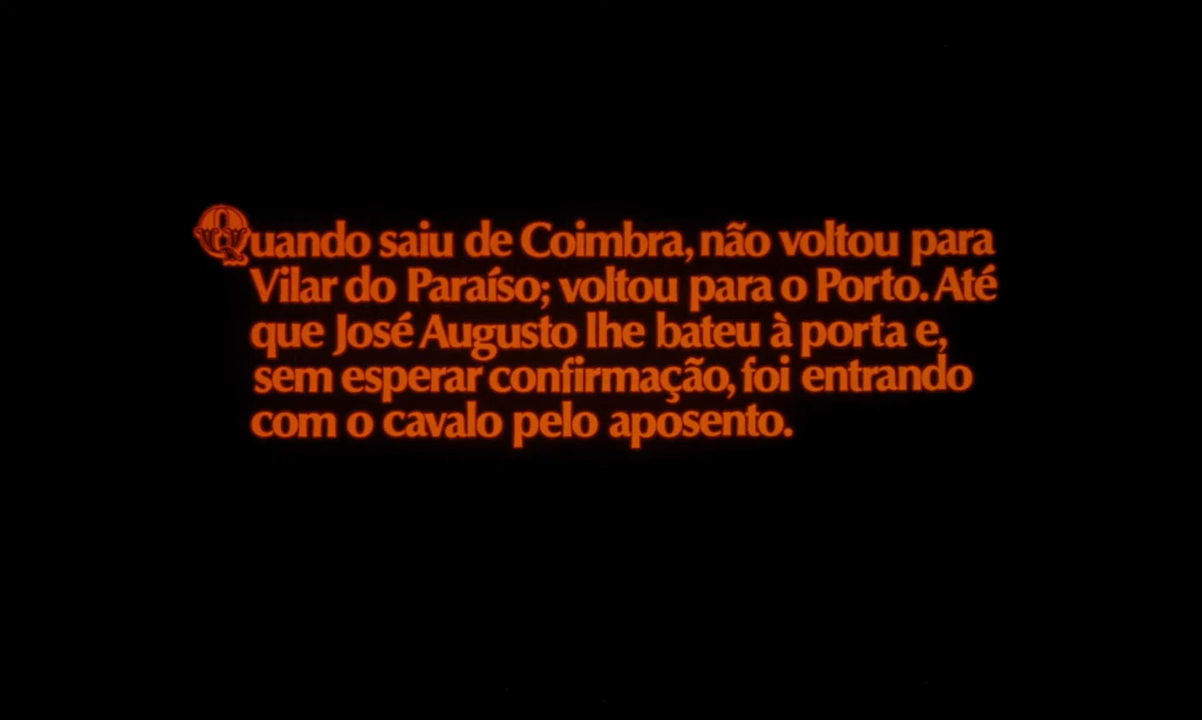 Quando saiu de Coimbra, não voltou para
Vilar do Paraíso; voltou para o Porto. Até
que José Augusto lhe bateu à porta e,
sem esperar confirmação, foi entrando
com o cavalo pelo aposento.